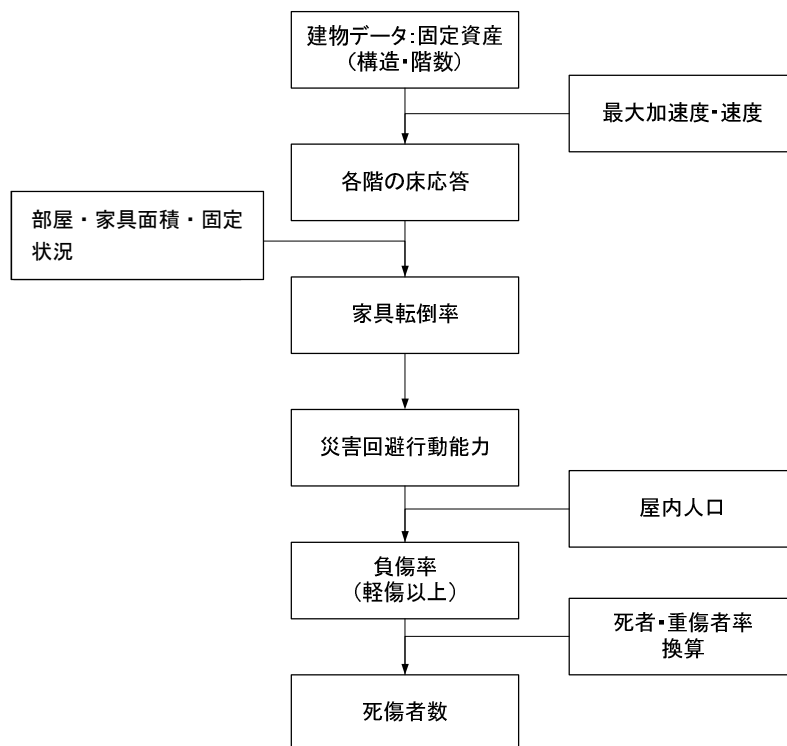 建物データ:固定資産
（構造・階数）
最大加速度・速度
各階の床応答
部屋・家具面積・固定
状況
家具転倒率
災害回避行動能力
屋内人口
負傷率
（軽傷以上）
死者・重傷者率
換算
死傷者数